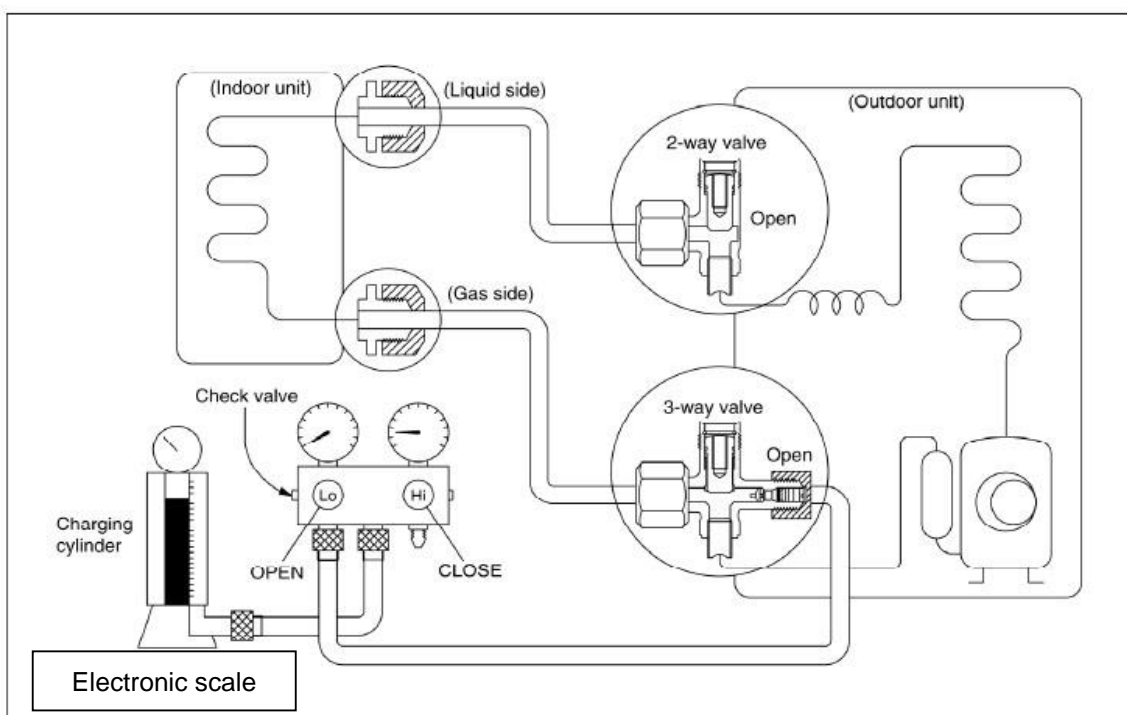 (Indoor unit)
(Liquid side)
(Outdoor unit)
2-way valve
Open
(Gas side)
Check valve
3-way valve
Open
Lo
Hi
Charging
cylinder
OPEN
CLOSE
Electronic scale